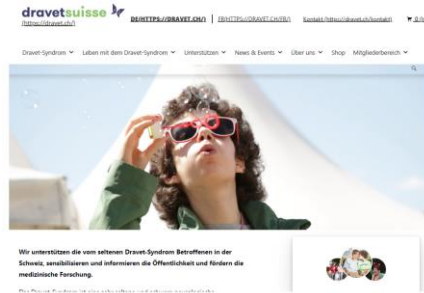 dravetsuisse
(https://dravet.ch/)
DE(HTTPS://DRAVET.CH/) | FR(HTTPS://DRAVET.CH/FR/) Kontakt (https://dravet.ch/kontakt)
Dravet-Syndrom Leben mit dem Dravet-Syndrom Unterstützen News & Events Über uns Shop Mitgliederbereich
Wir unterstützen die vom seltenen Dravet-Syndrom Betroffenen in der
Schweiz, sensibilisieren und informieren die Öffentlichkeit und fördern die
medizinische Forschung.